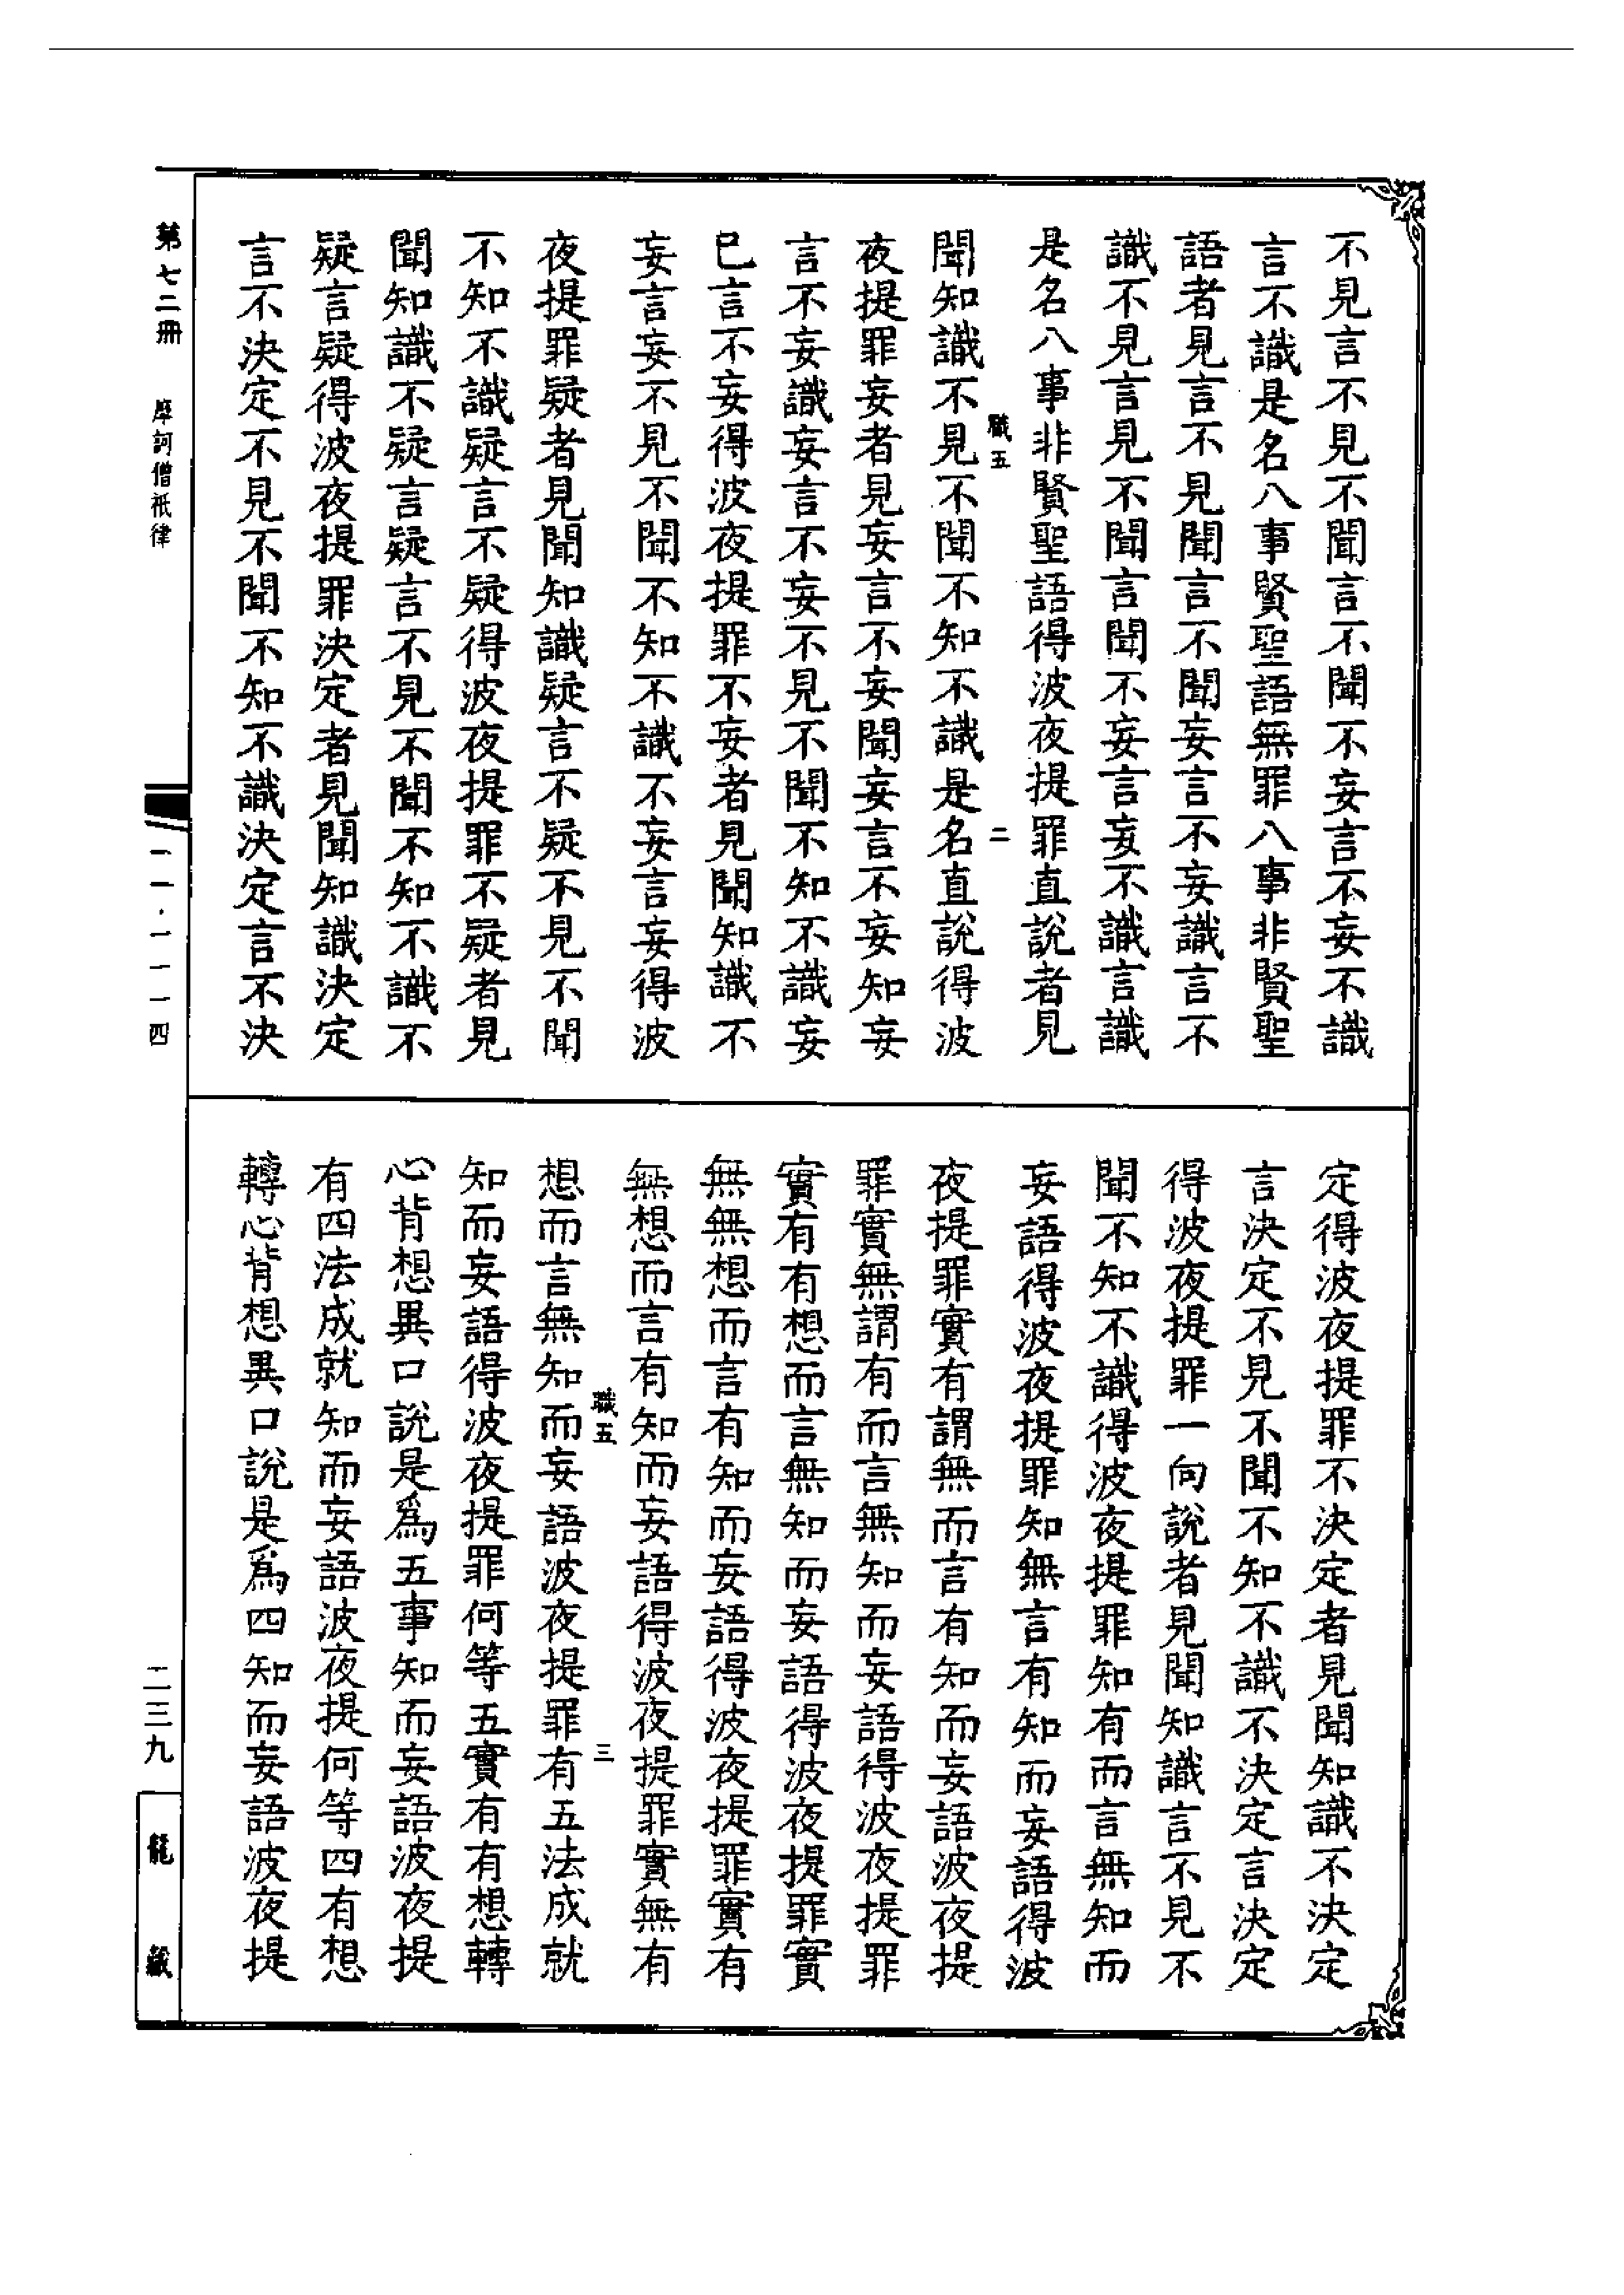 不見言不見不聞言不聞不妄言不妄不識
言不識是名八事賢聖語無罪八事非賢聖
語者見言不見聞言不聞妄言不妄識言不
識不見言見不聞言聞不妄言妄不識言識
是名八事非賢聖語得波夜提罪直說者見
職五 二
聞知識不見不聞不知不識是名直說得波
夜提罪妄者見妄言不妄聞妄言不妄知妄
言不妄識妄言不妄不見不聞不知不識妄
已言不妄得波夜提罪不妄者見聞知識不
妄言妄不見不聞不知不識不妄言妄得波
夜提罪疑者見聞知識疑言不疑不見不聞
不知不識疑言不疑得波夜提罪不疑者見
聞知識不疑言疑言不見不聞不知不識不
疑言疑得波夜提罪決定者見聞知識決定
言不決定不見不聞不知不識決定言不決
定得波夜提罪不決定者見聞知識不決定
言決定不見不聞不知不識不決定言決定
得波夜提罪一向說者見聞知識言不見不
聞不知不識得波夜提罪知有而言無知而
妄語得波夜提罪知無言有知而妄語得波
夜提罪實有謂無而言有知而妄語波夜提
罪實無謂有而言無知而妄語得波夜提罪
實有有想而言無知而妄語得波夜提罪實
無無想而言有知而妄語得波夜提罪實有
無想而言有知而妄語得波夜提罪實無有
職五 三
想而言無知而妄語波夜提罪有五法成就
知而妄語得波夜提罪何等五實有有想轉
心背想異口說是為五事知而妄語波夜提
有四法成就知而妄語波夜提何等四有想
轉心背想異口說是為四知而妄語波夜提
第七二冊 摩訶僧祇律
一一·一一一四
二三九
龍藏